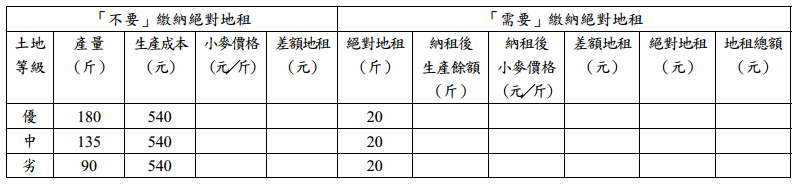 「不要」繳納絕對地租 「需要」繳納絕對地租
土地等級 產量（斤） 生產成本（元） 小麥價格（元／斤） 差額地租（元） 絕對地租（斤） 納租後生產餘額（斤） 納租後小麥價格（元／斤） 差額地租（元） 絕對地租（元） 地租總額（元）
優 180 540 20
中 135 540 20
劣 90 540 20